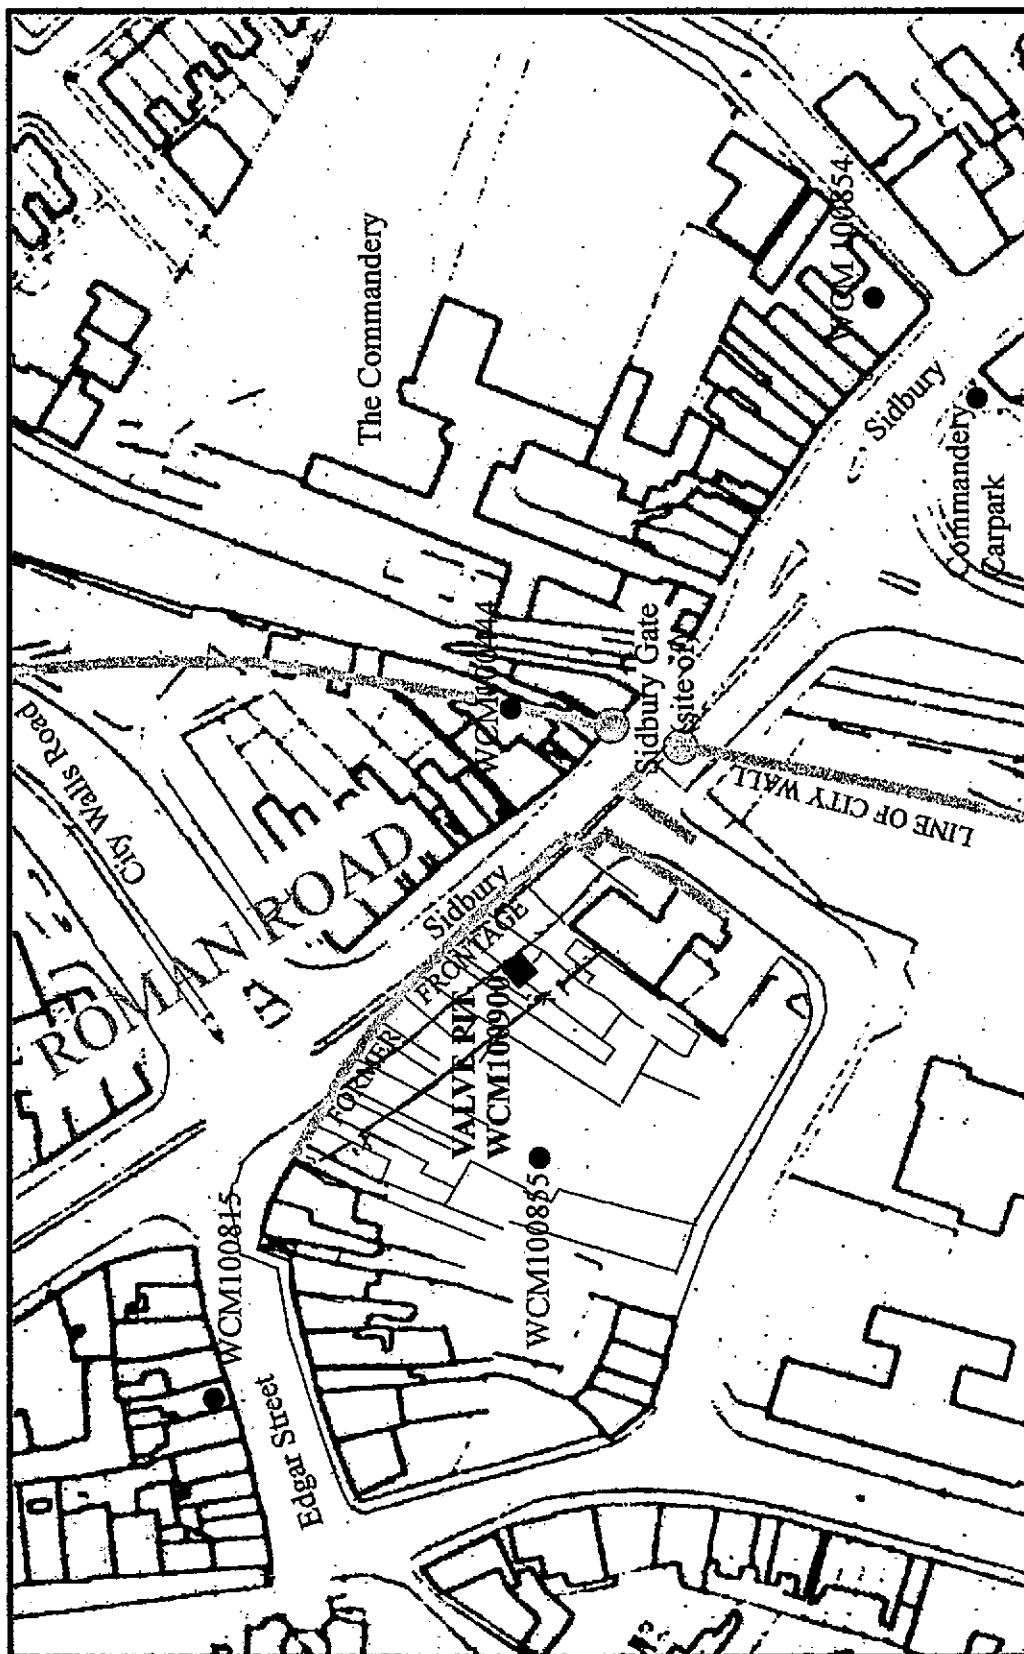 The Commandery
WCM 100854
Sidbury
Commandery
Carpark
WCM100444
Sidbury Gate
(site of)
LINE OF CITY WALL
City Walls Road
ROMAN ROAD
Sidbury
FORMER FRONTAGE
VALVE PIT
WCM100900
WCM100855
WCM100815
Edgar Street